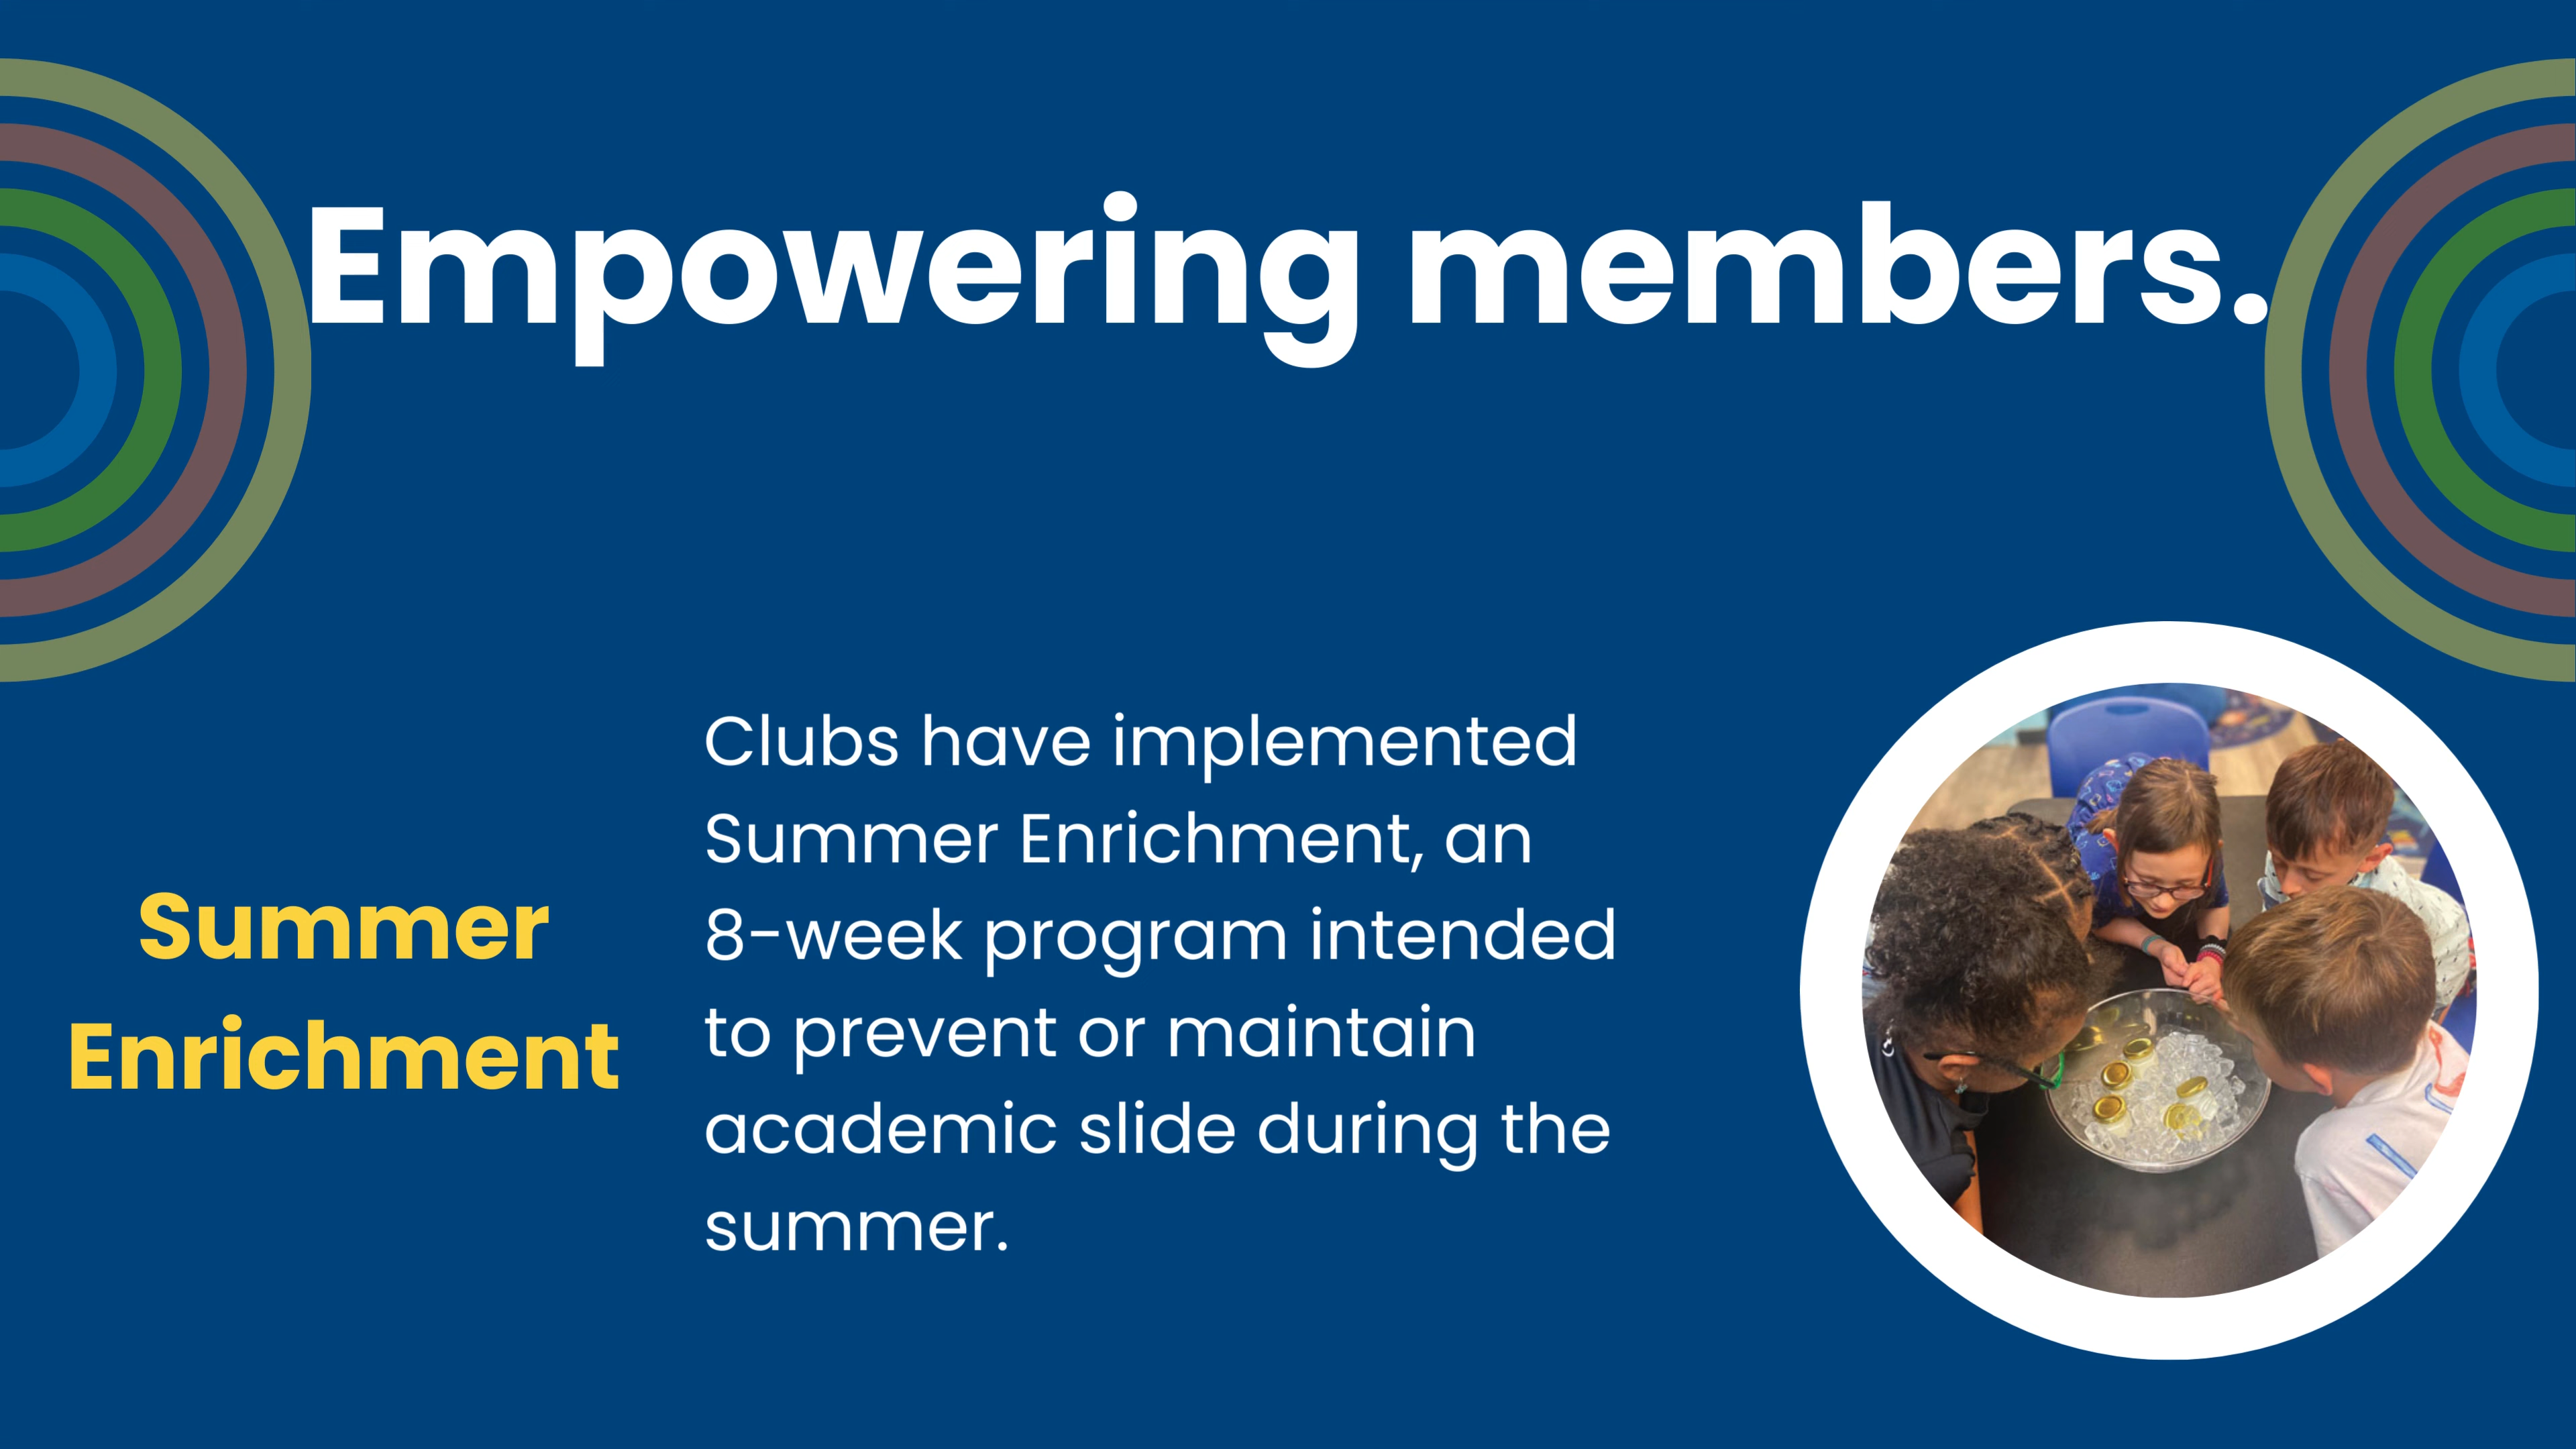 Empowering members.
Summer
Enrichment
Clubs have implemented
Summer Enrichment, an
8-week program intended
to prevent or maintain
academic slide during the
summer.